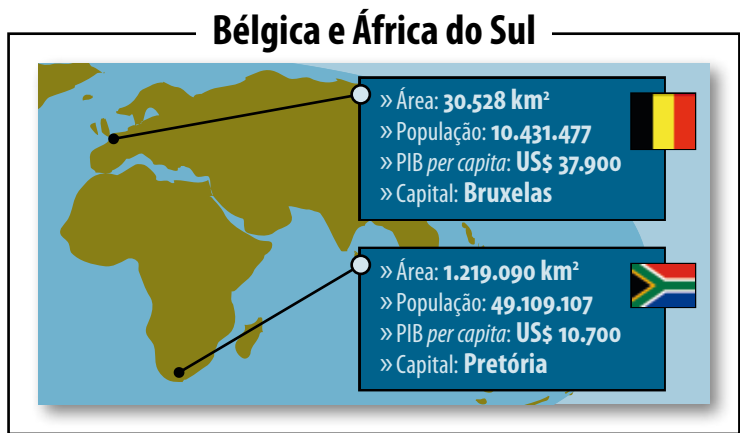 Bélgica e África do Sul
» Área: 30.528 km²
» População: 10.431.477
» PIB per capita: US$ 37.900
» Capital: Bruxelas
» Área: 1.219.090 km²
» População: 49.109.107
» PIB per capita: US$ 10.700
» Capital: Pretória